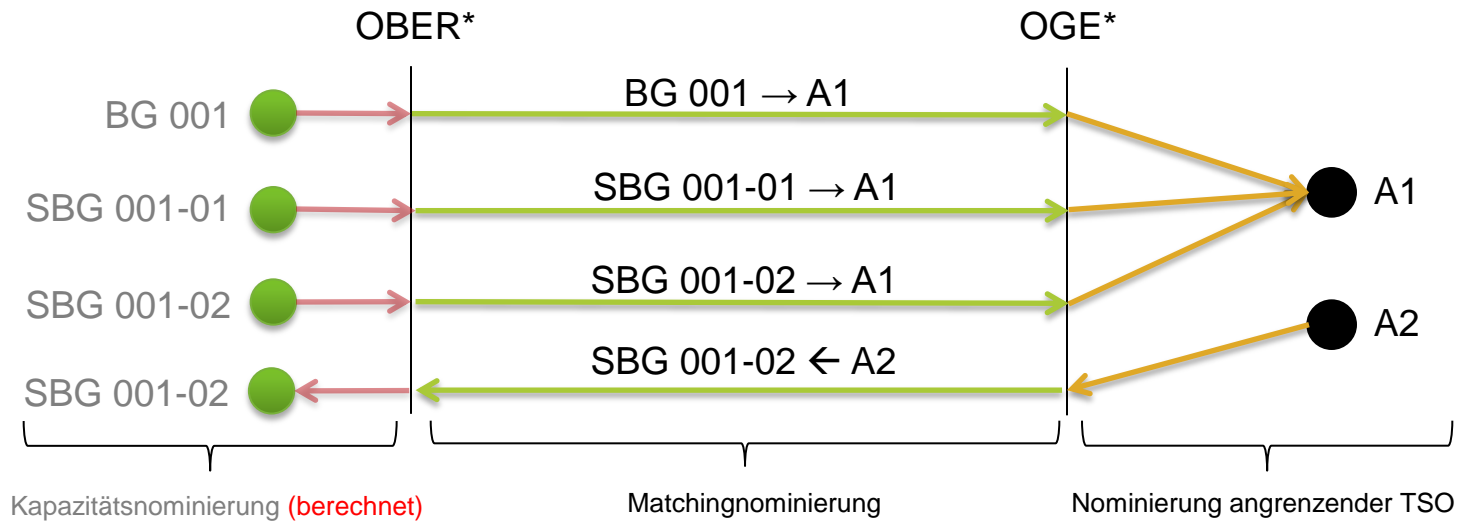 OBER* OGE*
BG 001 BG 001 → A1
SBG 001-01 SBG 001-01 → A1 A1
SBG 001-02 SBG 001-02 → A1
A2
SBG 001-02 SBG 001-02 ← A2
Kapazitätsnominierung (berechnet) Matchingnominierung Nominierung angrenzender TSO